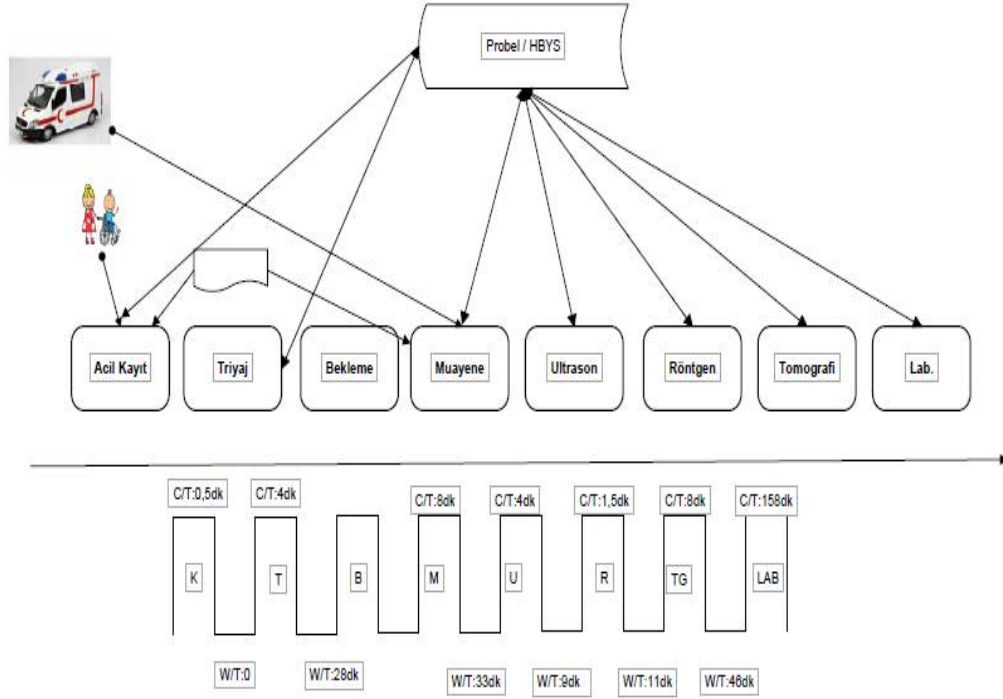 Probel / HBYS
Acil Kayıt
Triyaj
Bekleme
Muayene
Ultrason
Röntgen
Tomografi
Lab.
C/T:0,5dk
C/T:4dk
C/T:8dk
C/T:4dk
C/T:1,5dk
C/T:8dk
C/T:158dk
K
T
B
M
U
R
TG
LAB
W/T:0
W/T:28dk
W/T:33dk
W/T:9dk
W/T:11dk
W/T:46dk